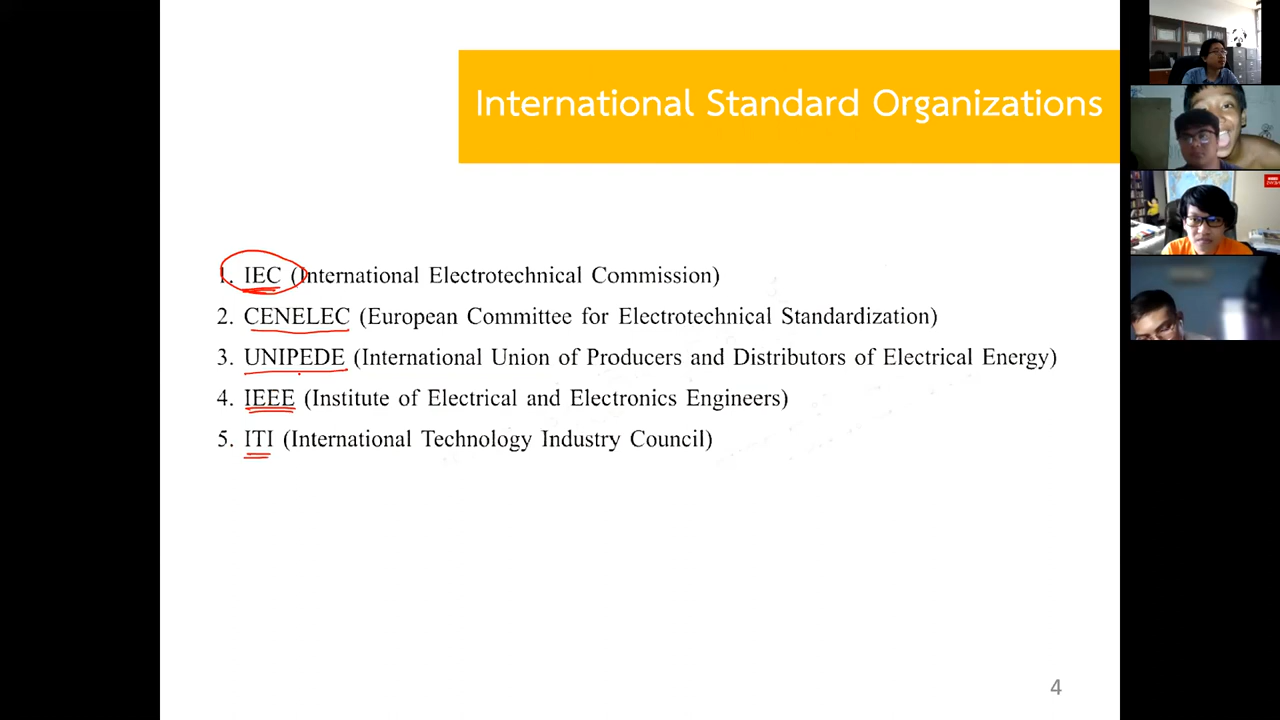 International Standard Organizations
1. IEC (International Electrotechnical Commission)
2. CENELEC (European Committee for Electrotechnical Standardization)
3. UNIPEDE (International Union of Producers and Distributors of Electrical Energy)
4. IEEE (Institute of Electrical and Electronics Engineers)
5. ITI (International Technology Industry Council)
4